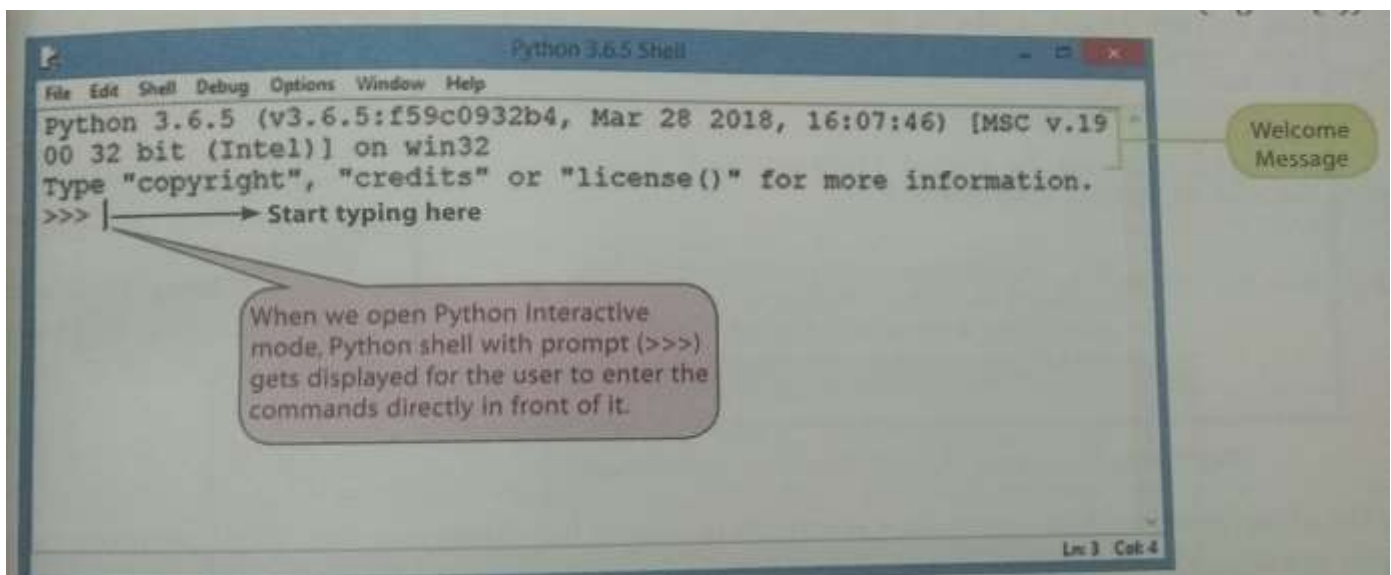 Python 3.6.5 Shell
File Edit Shell Debug Options Window Help
Python 3.6.5 (v3.6.5:f59c0932b4, Mar 28 2018, 16:07:46) [MSC v.19
00 32 bit (Intel)] on win32
Type "copyright", "credits" or "license()" for more information.
>>>
Start typing here
Welcome
Message
When we open Python Interactive
mode, Python shell with prompt (>>>)
gets displayed for the user to enter the
commands directly in front of it.
Ln: 3 Col: 4